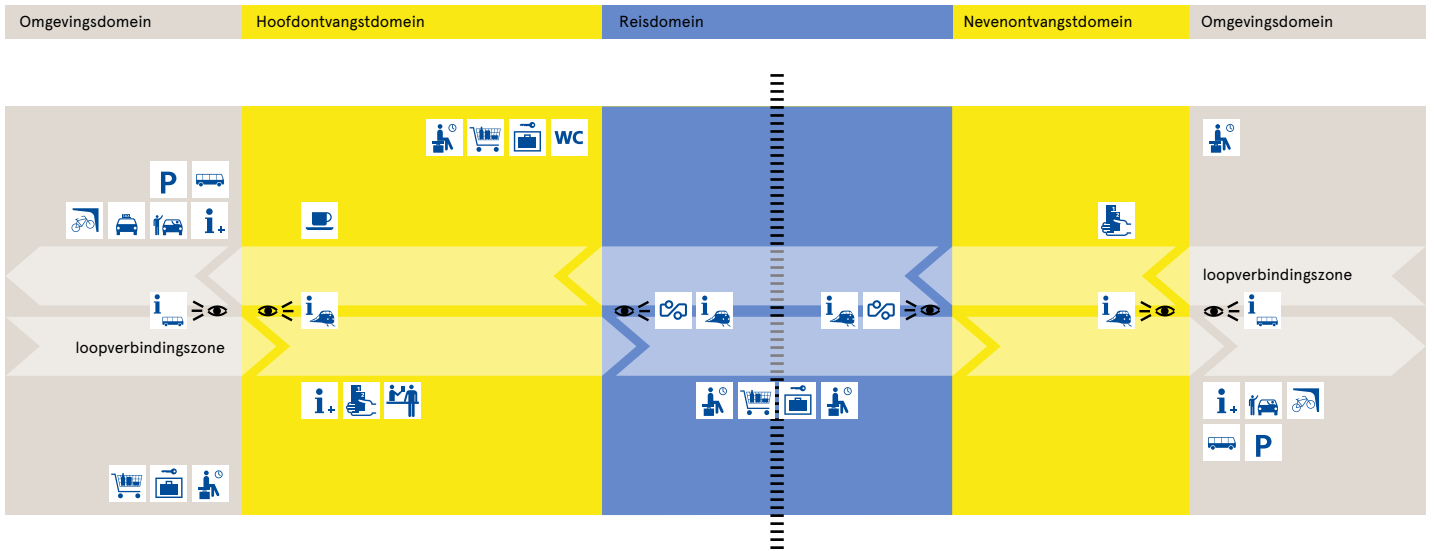 Omgevingsdomein
Hoofdontvangstdomein
Reisdomein
Nevenontvangstdomein
Omgevingsdomein
WC
P
i+
loopverbindingszone
i
i
i
i
i
i
loopverbindingszone
i+
i+
P